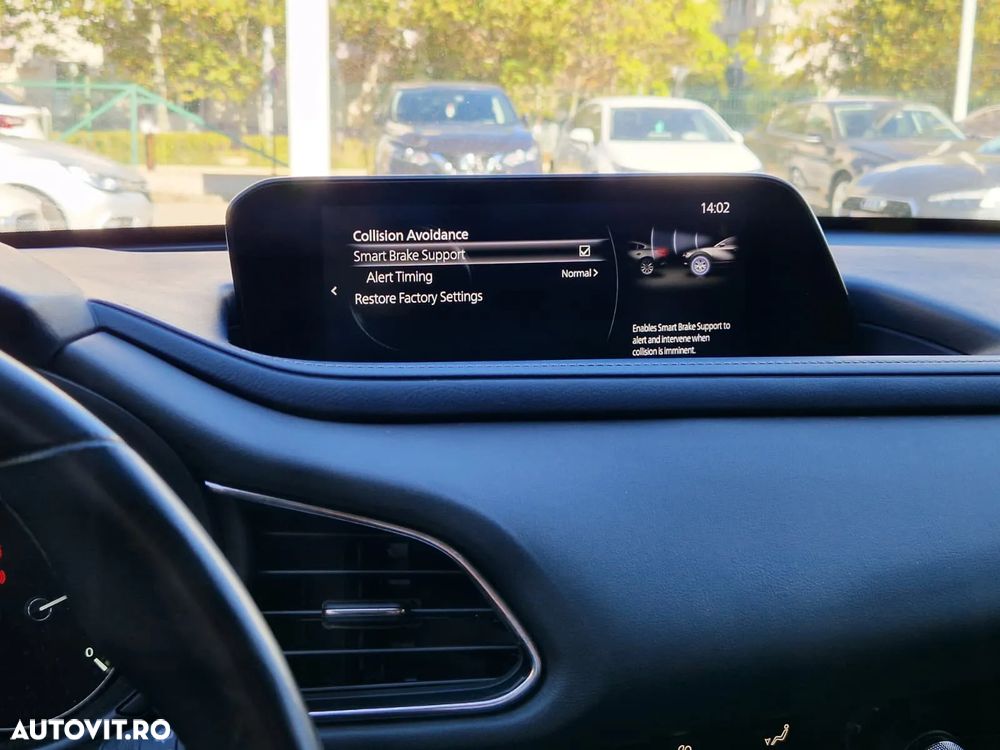 14:02
Collision Avoidance
Smart Brake Support
Alert Timing
Normal
Restore Factory Settings
Enables Smart Brake Support to
alert and intervene when
collision is imminent.
0
AUTOVIT.RO